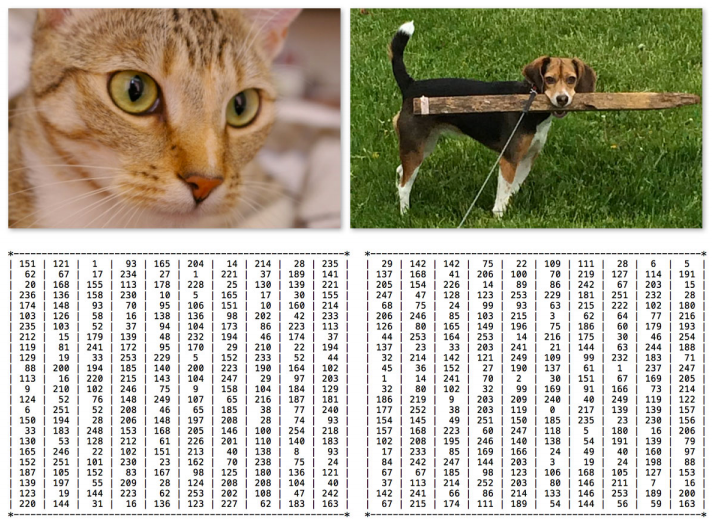 *----------------------------------------------------------*
| 151 | 121 | 1 | 93 | 165 | 204 | 14 | 214 | 28 | 235 |
| 62 | 67 | 17 | 234 | 27 | 1 | 221 | 37 | 189 | 141 |
| 20 | 168 | 155 | 113 | 178 | 228 | 25 | 130 | 139 | 221 |
| 236 | 136 | 158 | 230 | 10 | 5 | 165 | 17 | 30 | 155 |
| 174 | 148 | 93 | 70 | 95 | 106 | 151 | 10 | 160 | 214 |
| 103 | 126 | 58 | 16 | 138 | 136 | 98 | 202 | 42 | 233 |
| 235 | 103 | 52 | 37 | 94 | 104 | 173 | 86 | 223 | 113 |
| 212 | 15 | 179 | 139 | 48 | 232 | 194 | 46 | 174 | 37 |
| 119 | 81 | 241 | 172 | 95 | 170 | 29 | 210 | 22 | 194 |
| 129 | 19 | 33 | 253 | 229 | 5 | 152 | 233 | 52 | 44 |
| 88 | 200 | 194 | 185 | 140 | 200 | 223 | 190 | 164 | 102 |
| 113 | 16 | 220 | 215 | 143 | 104 | 247 | 29 | 97 | 203 |
| 9 | 210 | 102 | 246 | 75 | 9 | 158 | 104 | 184 | 129 |
| 124 | 52 | 76 | 148 | 249 | 107 | 65 | 216 | 187 | 181 |
| 6 | 251 | 52 | 208 | 46 | 65 | 185 | 38 | 77 | 240 |
| 150 | 194 | 28 | 206 | 148 | 197 | 208 | 28 | 74 | 93 |
| 33 | 183 | 248 | 153 | 168 | 205 | 146 | 100 | 254 | 218 |
| 130 | 53 | 128 | 212 | 61 | 226 | 201 | 110 | 140 | 183 |
| 165 | 246 | 22 | 102 | 151 | 213 | 40 | 138 | 8 | 93 |
| 152 | 251 | 101 | 230 | 23 | 162 | 70 | 238 | 75 | 24 |
| 187 | 105 | 152 | 83 | 167 | 98 | 125 | 180 | 136 | 121 |
| 139 | 197 | 55 | 209 | 28 | 124 | 208 | 208 | 104 | 40 |
| 123 | 19 | 144 | 223 | 62 | 253 | 202 | 108 | 47 | 242 |
| 220 | 144 | 31 | 16 | 136 | 123 | 227 | 62 | 183 | 163 |
*----------------------------------------------------------*
*----------------------------------------------------------*
| 29 | 142 | 142 | 75 | 22 | 109 | 111 | 28 | 6 | 5 |
| 137 | 168 | 41 | 206 | 100 | 70 | 219 | 127 | 114 | 191 |
| 205 | 154 | 226 | 14 | 89 | 86 | 242 | 67 | 203 | 15 |
| 247 | 47 | 128 | 123 | 253 | 229 | 181 | 251 | 232 | 28 |
| 68 | 75 | 24 | 99 | 93 | 63 | 215 | 222 | 102 | 180 |
| 206 | 246 | 85 | 103 | 215 | 3 | 62 | 64 | 77 | 216 |
| 126 | 80 | 165 | 149 | 196 | 75 | 186 | 60 | 179 | 193 |
| 44 | 253 | 164 | 253 | 14 | 216 | 175 | 30 | 46 | 254 |
| 137 | 23 | 33 | 203 | 241 | 21 | 144 | 63 | 244 | 188 |
| 32 | 214 | 142 | 121 | 249 | 109 | 99 | 232 | 183 | 71 |
| 45 | 36 | 152 | 27 | 190 | 137 | 61 | 1 | 237 | 247 |
| 1 | 14 | 241 | 70 | 2 | 30 | 151 | 67 | 169 | 205 |
| 32 | 80 | 102 | 32 | 99 | 169 | 91 | 166 | 73 | 214 |
| 186 | 219 | 9 | 203 | 209 | 240 | 40 | 249 | 119 | 122 |
| 177 | 252 | 38 | 203 | 119 | 0 | 217 | 139 | 139 | 157 |
| 154 | 145 | 49 | 251 | 150 | 185 | 235 | 23 | 230 | 156 |
| 157 | 168 | 223 | 60 | 247 | 118 | 5 | 180 | 16 | 206 |
| 102 | 208 | 195 | 246 | 140 | 138 | 54 | 191 | 139 | 79 |
| 17 | 233 | 85 | 169 | 166 | 24 | 49 | 40 | 160 | 97 |
| 84 | 242 | 247 | 144 | 203 | 3 | 19 | 24 | 198 | 88 |
| 67 | 67 | 185 | 98 | 123 | 106 | 168 | 105 | 127 | 153 |
| 37 | 113 | 214 | 252 | 203 | 80 | 146 | 211 | 7 | 16 |
| 142 | 241 | 66 | 86 | 214 | 133 | 146 | 253 | 189 | 200 |
| 67 | 215 | 174 | 111 | 189 | 54 | 144 | 56 | 59 | 163 |
*----------------------------------------------------------*